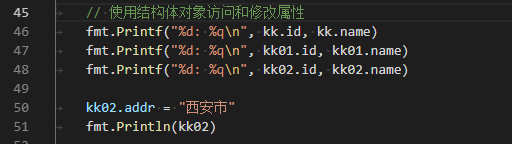 45 // 使用结构体对象访问和修改属性
46 fmt.Printf("%d: %q\n", kk.id, kk.name)
47 fmt.Printf("%d: %q\n", kk01.id, kk01.name)
48 fmt.Printf("%d: %q\n", kk02.id, kk02.name)
49
50 kk02.addr = "西安市"
51 fmt.Println(kk02)